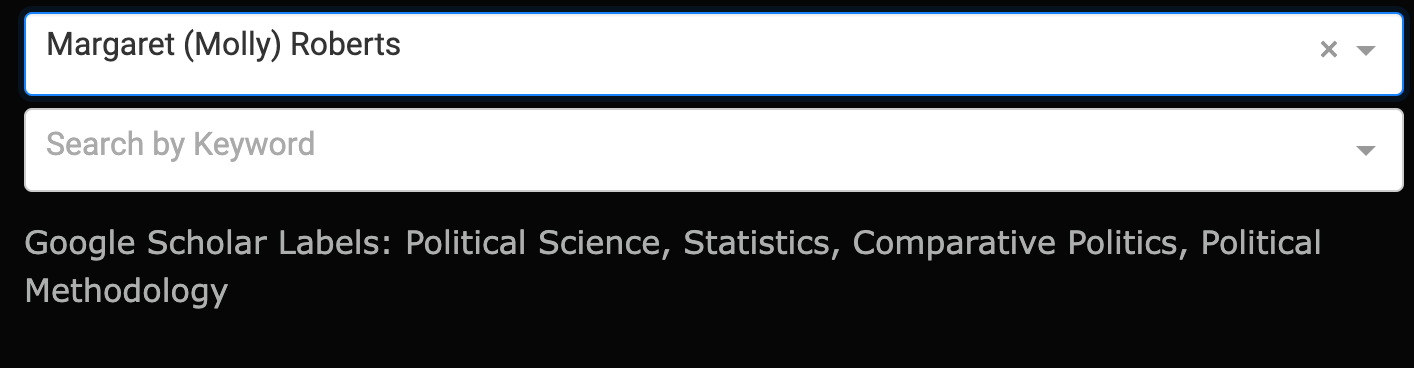 Margaret (Molly) Roberts
Search by Keyword
Google Scholar Labels: Political Science, Statistics, Comparative Politics, Political
Methodology